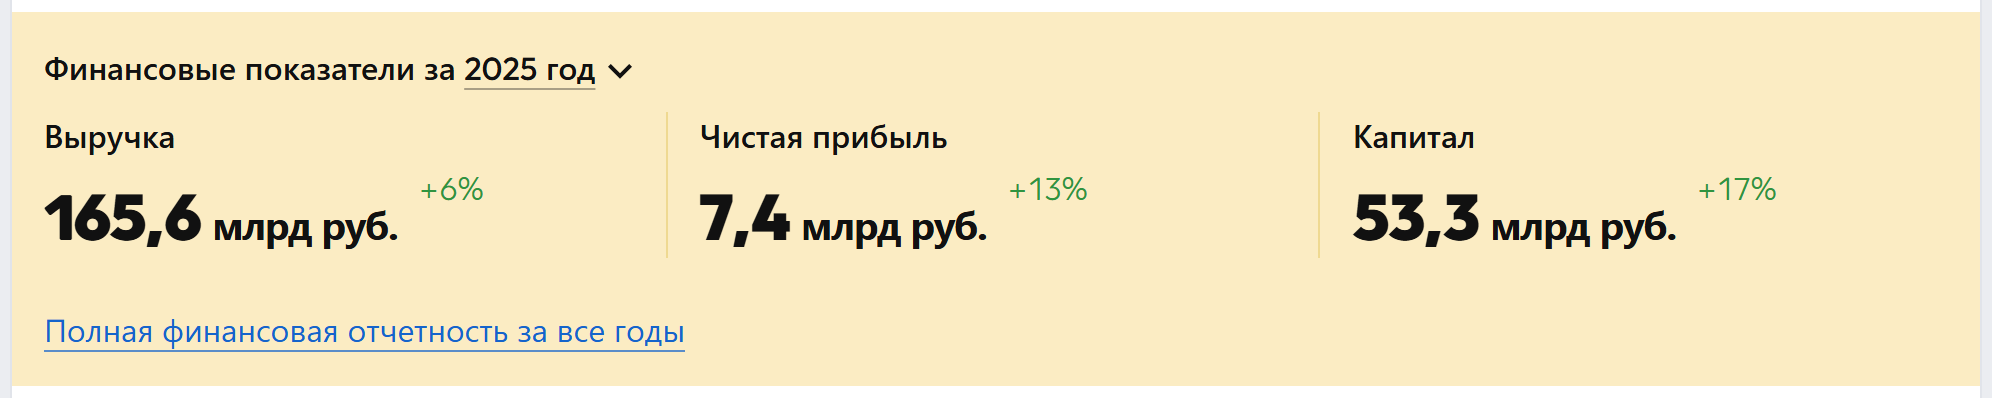 Финансовые показатели за 2025 год
Выручка
165,6 млрд руб. +6%
Чистая прибыль
7,4 млрд руб. +13%
Капитал
53,3 млрд руб. +17%
Полная финансовая отчетность за все годы